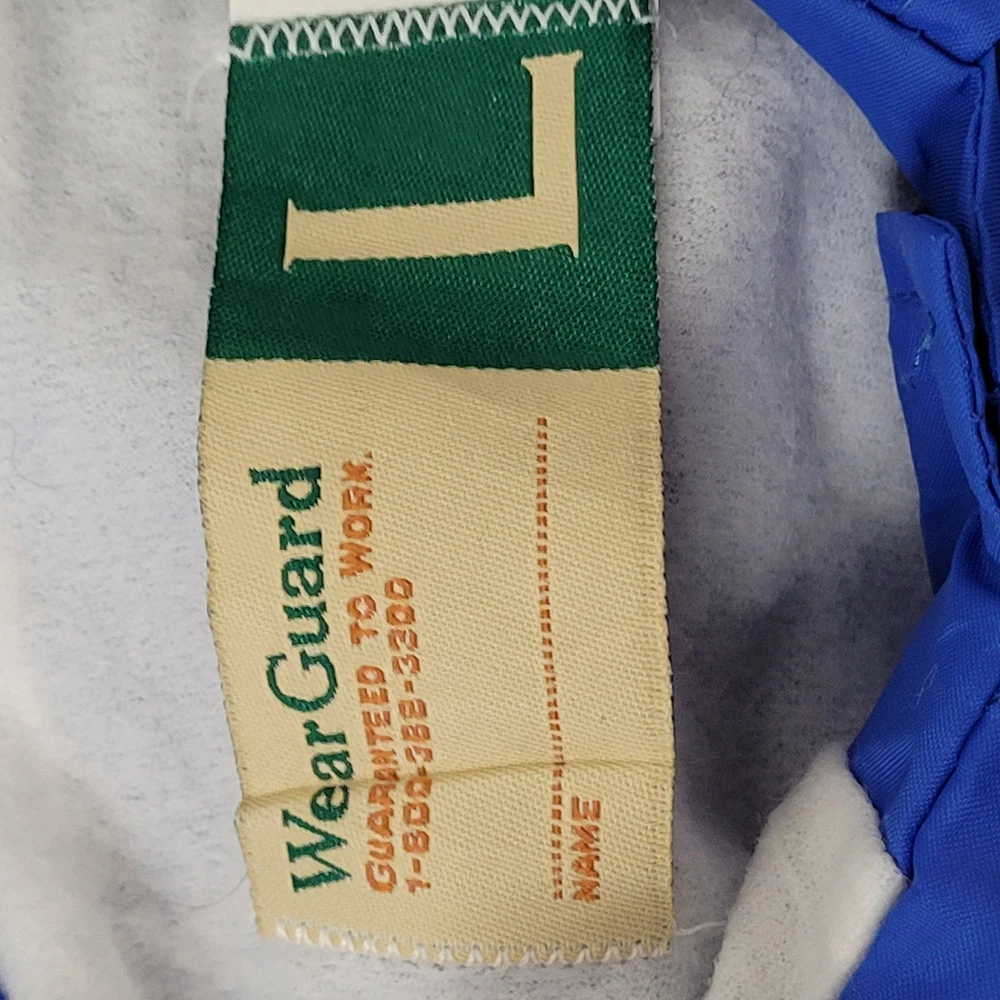 WearGuard
GUARANTEED TO WORK.
1-800-388-3300
NAME
L